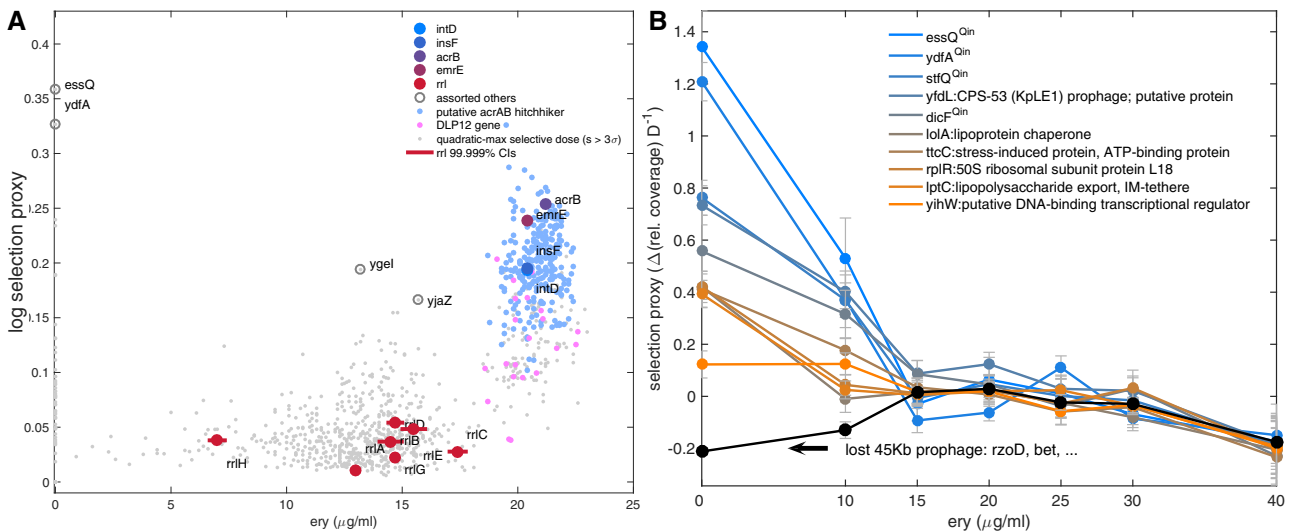 A
log selection proxy
0.4
0.35
0.3
0.25
0.2
0.15
0.1
0.05
0
0
5
10
15
20
25
ery (μg/ml)
essQ
ydfA
ygeI
yjaZ
acrB
emrE
insF
intD
rrlD
rrlC
rrlB
rrlA
rrlE
rrlG
rrlH
intD
insF
acrB
emrE
rrl
assorted others
putative acrAB hitchhiker
DLP12 gene
quadratic-max selective dose (s > 3σ)
rrl 99.999% CIs
B
selection proxy (Δ(rel. coverage) D⁻¹)
1.4
1.2
1
0.8
0.6
0.4
0.2
0
-0.2
0
10
15
20
25
30
40
ery (μg/ml)
essQ^Qin
ydfA^Qin
stfQ^Qin
yfdL:CPS-53 (KpLE1) prophage; putative protein
dicF^Qin
lolA:lipoprotein chaperone
ttcC:stress-induced protein, ATP-binding protein
rplR:50S ribosomal subunit protein L18
lptC:lipopolysaccharide export, IM-tethere
yihW:putative DNA-binding transcriptional regulator
lost 45Kb prophage: rzoD, bet, ...